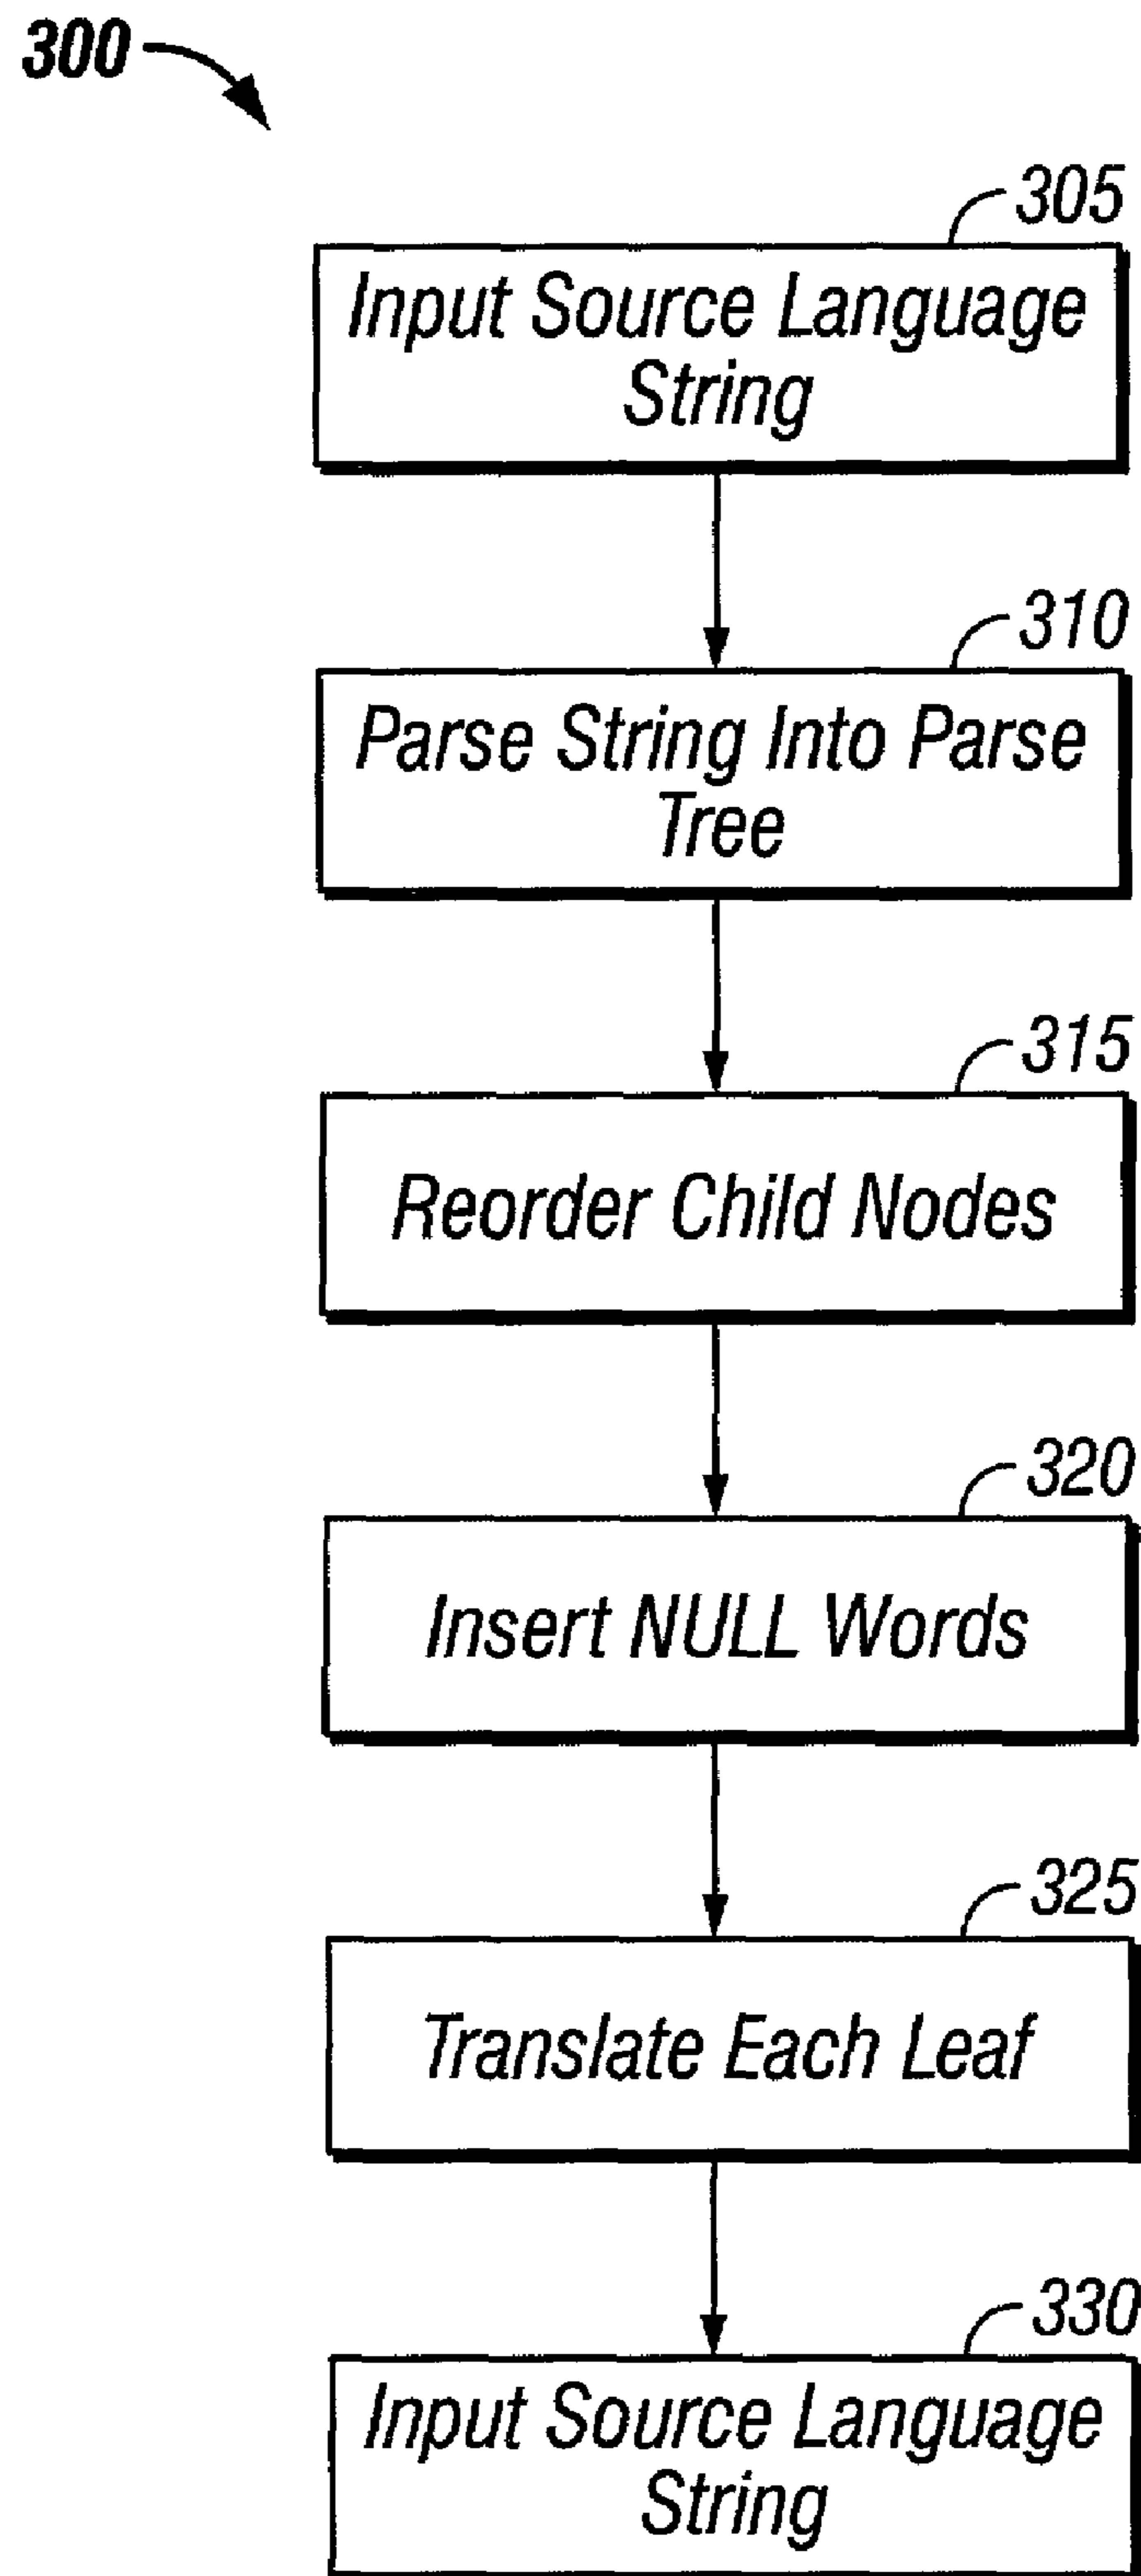 300
305
Input Source Language
String
310
Parse String Into Parse
Tree
315
Reorder Child Nodes
320
Insert NULL Words
325
Translate Each Leaf
330
Input Source Language
String